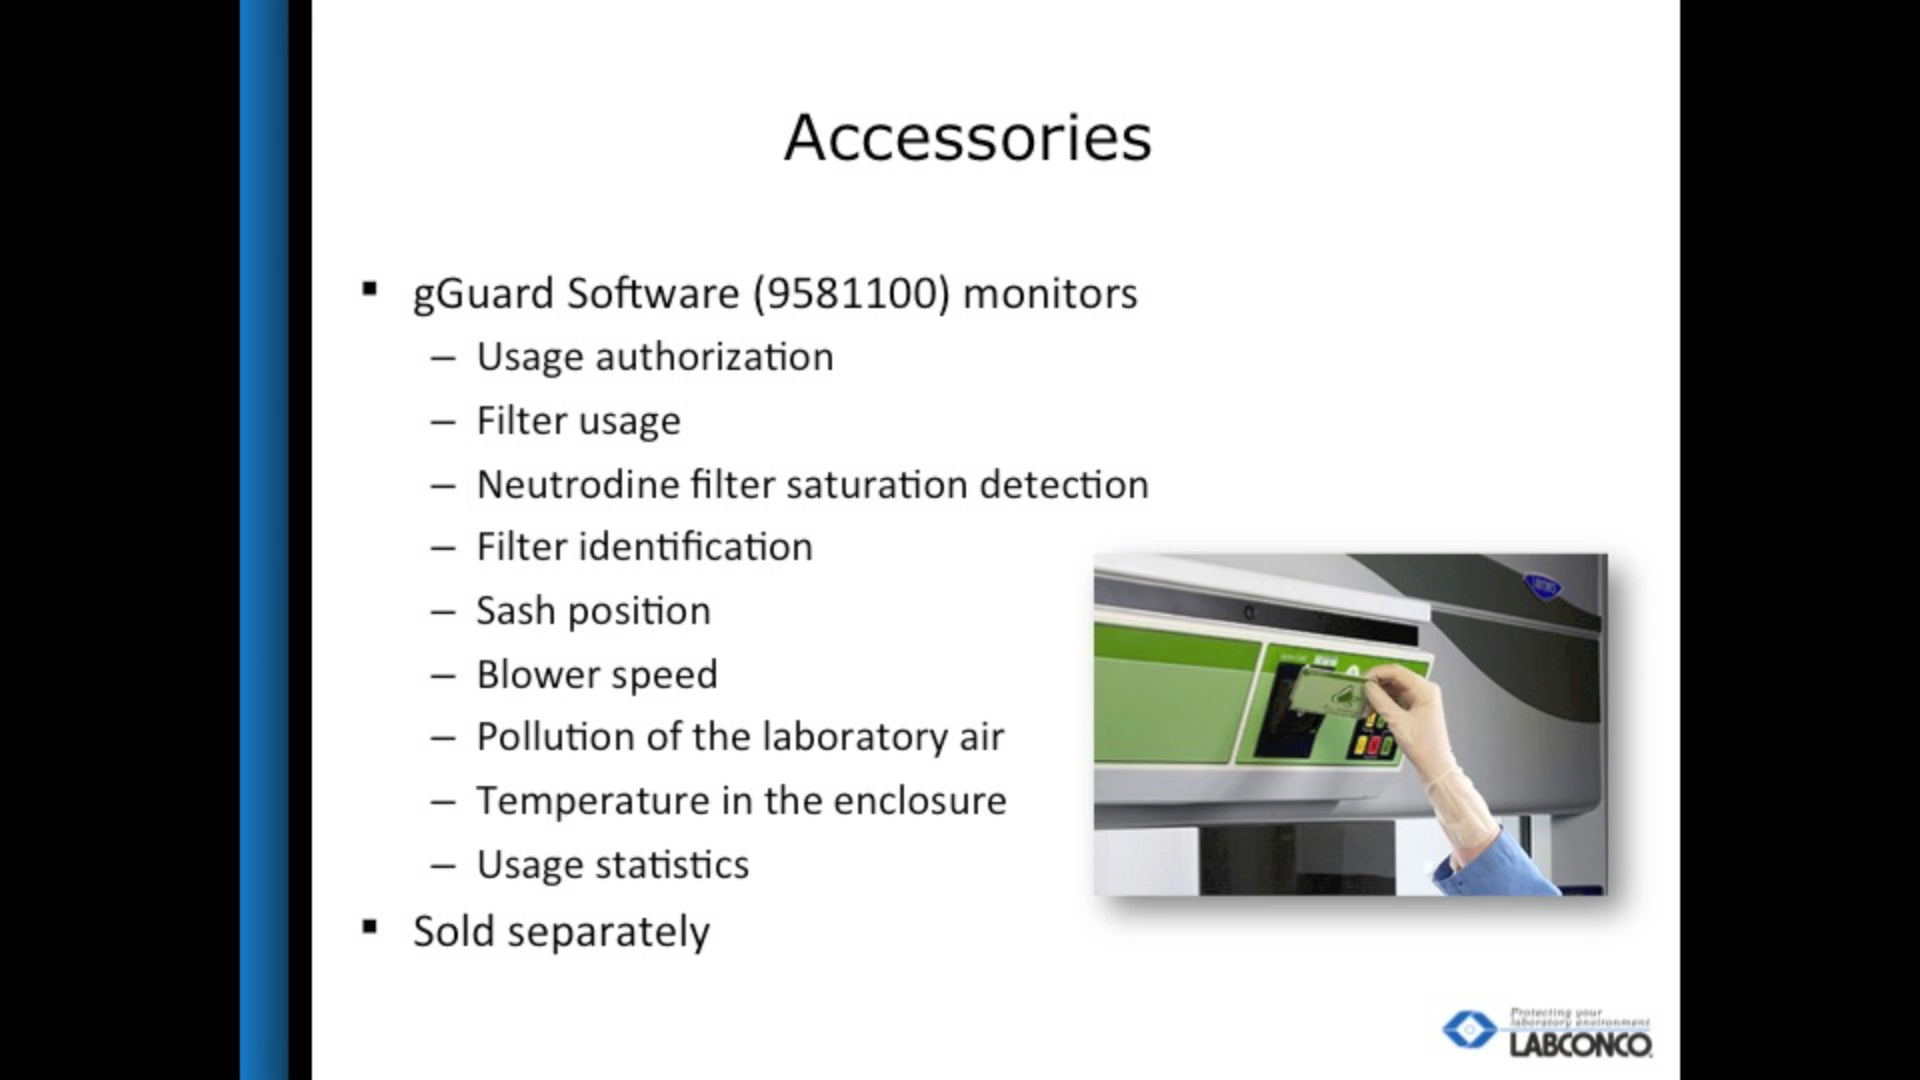 Accessories
▪ gGuard Software (9581100) monitors
– Usage authorization
– Filter usage
– Neutrodine filter saturation detection
– Filter identification
– Sash position
– Blower speed
– Pollution of the laboratory air
– Temperature in the enclosure
– Usage statistics
▪ Sold separately
Protecting your
laboratory environment
LABCONCO